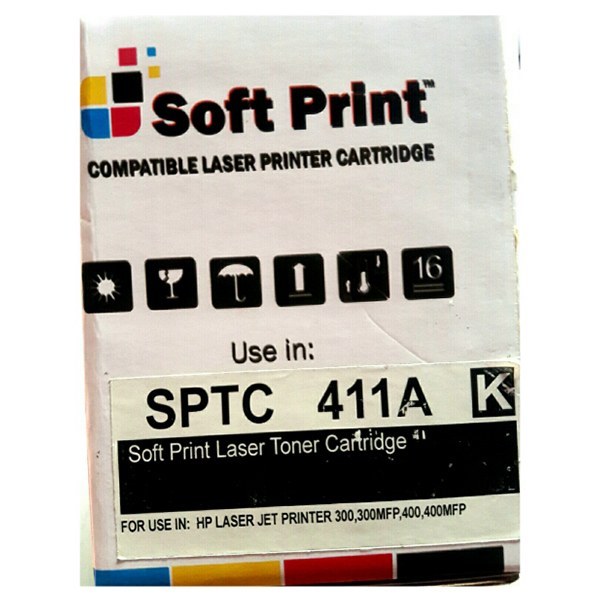 Soft Print™
COMPATIBLE LASER PRINTER CARTRIDGE
16
Use in:
SPTC 411A K
Soft Print Laser Toner Cartridge
FOR USE IN: HP LASER JET PRINTER 300,300MFP,400,400MFP